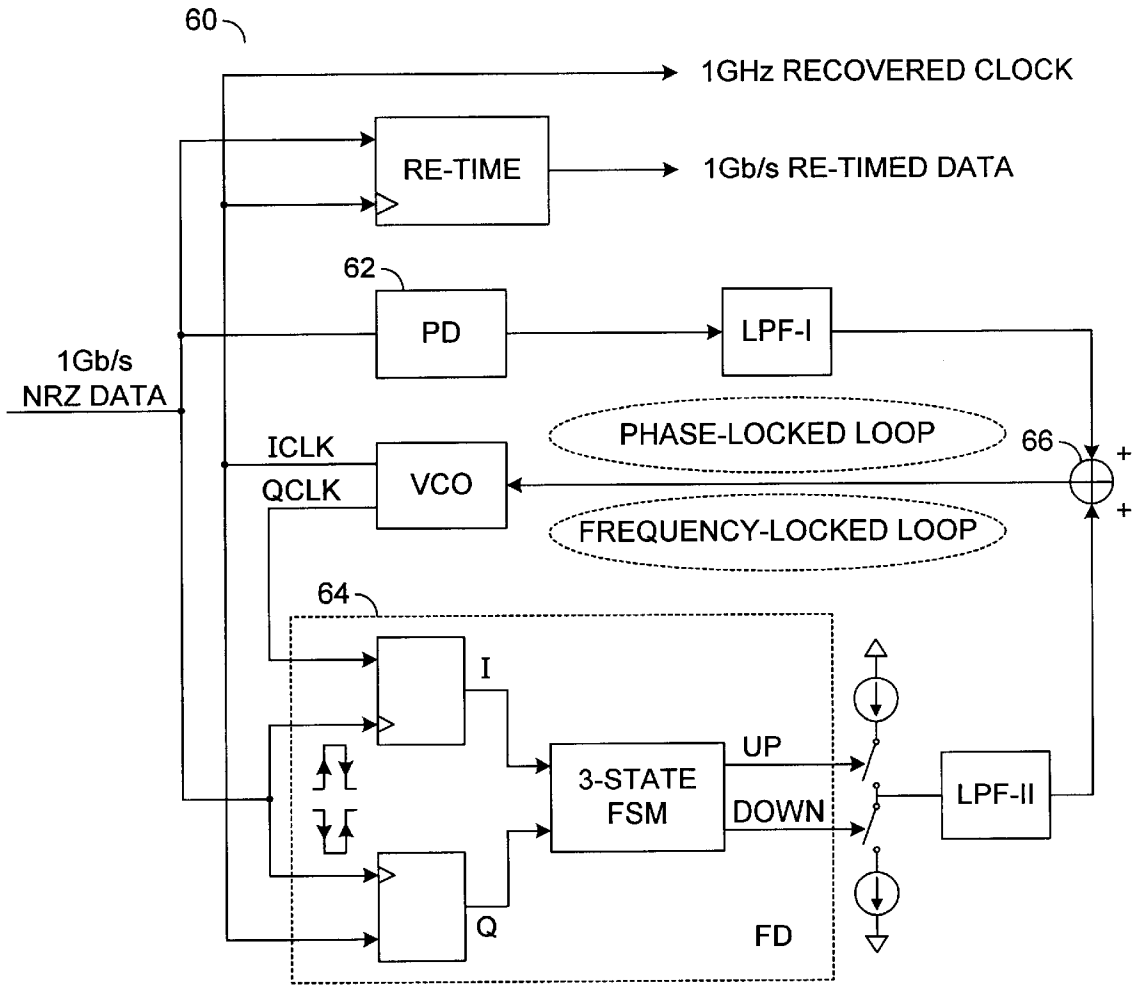 60
1GHz RECOVERED CLOCK
RE-TIME
1Gb/s RE-TIMED DATA
62
PD
LPF-I
1Gb/s
NRZ DATA
PHASE-LOCKED LOOP
66
+
ICLK
QCLK
VCO
+
FREQUENCY-LOCKED LOOP
64
I
UP
3-STATE
FSM
DOWN
LPF-II
Q
FD